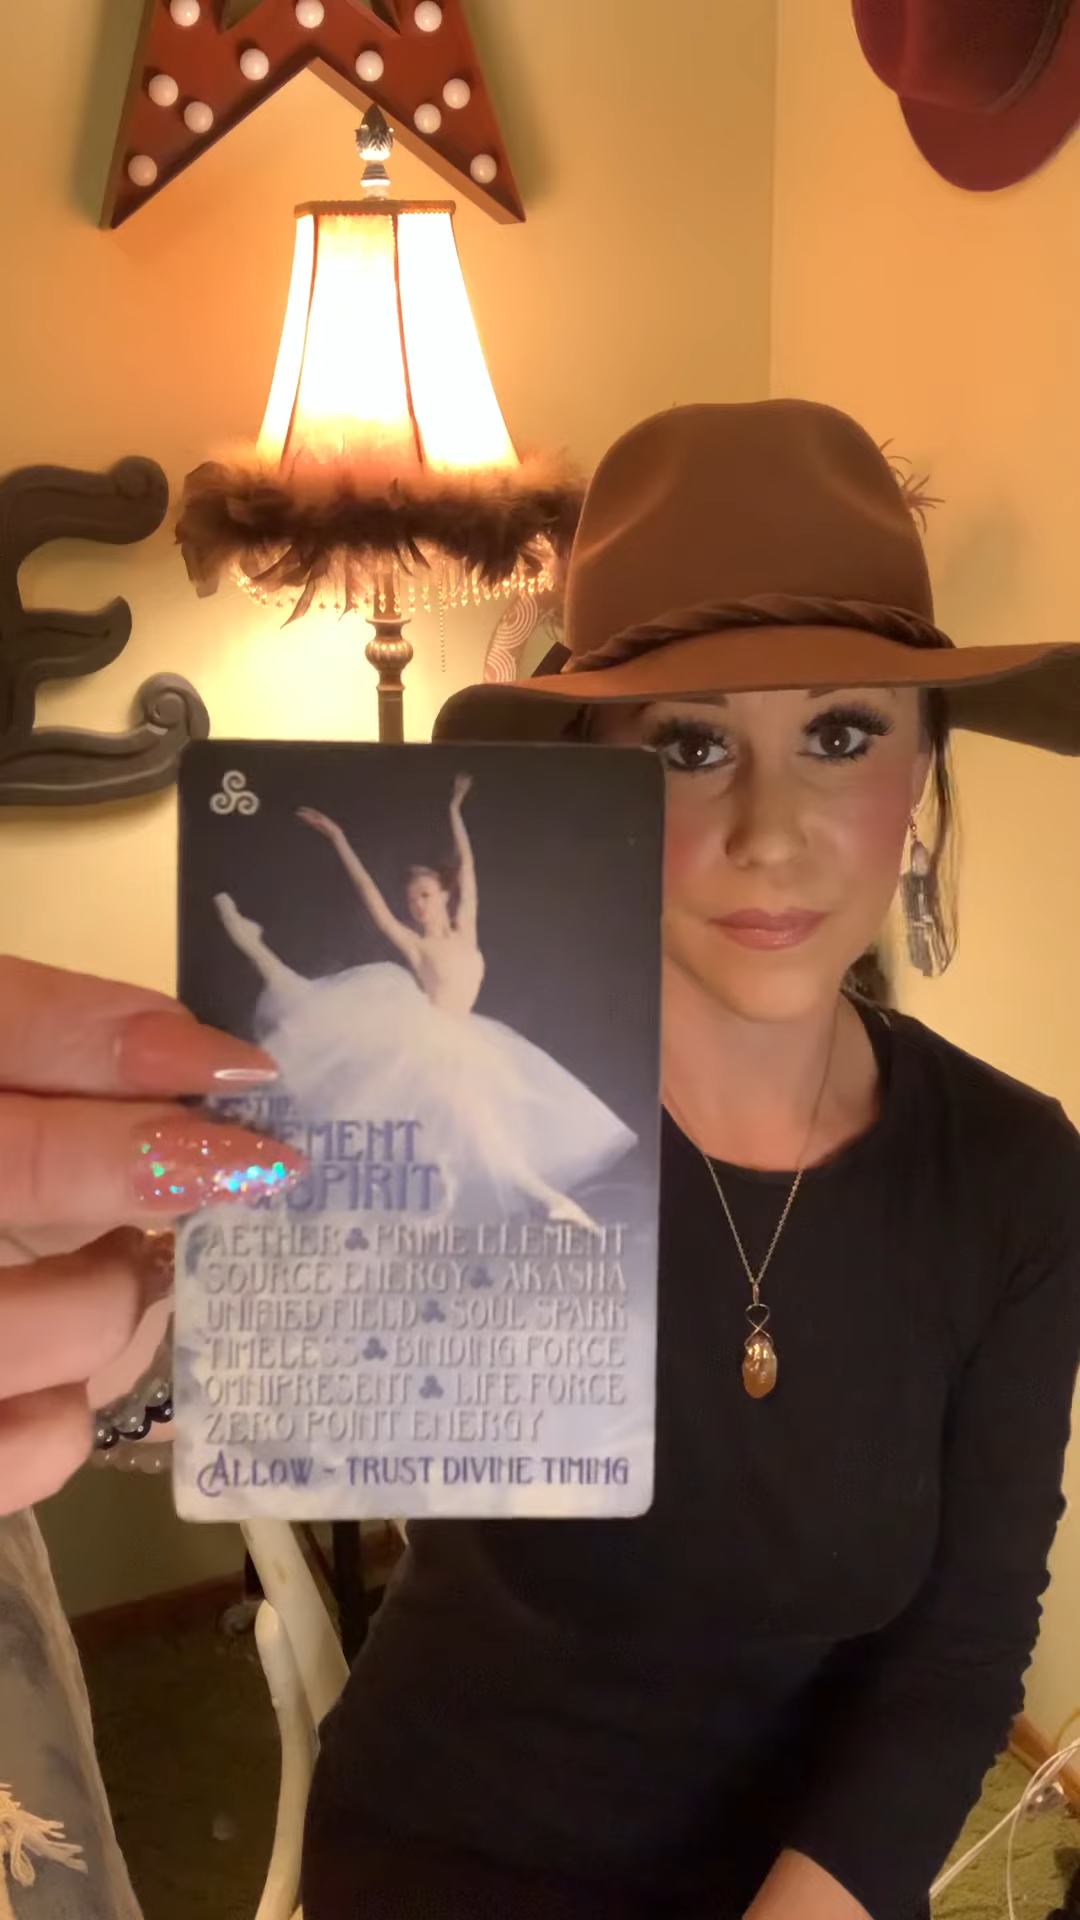 E
THE
EMENT
SPIRIT
AETHER PRIME ELEMENT
SOURCE ENERGY AKASHA
UNIFIED FIELD SOUL SPARK
TIMELESS BINDING FORCE
OMNIPRESENT LIFE FORCE
ZERO POINT ENERGY
ALLOW - TRUST DIVINE TIMING